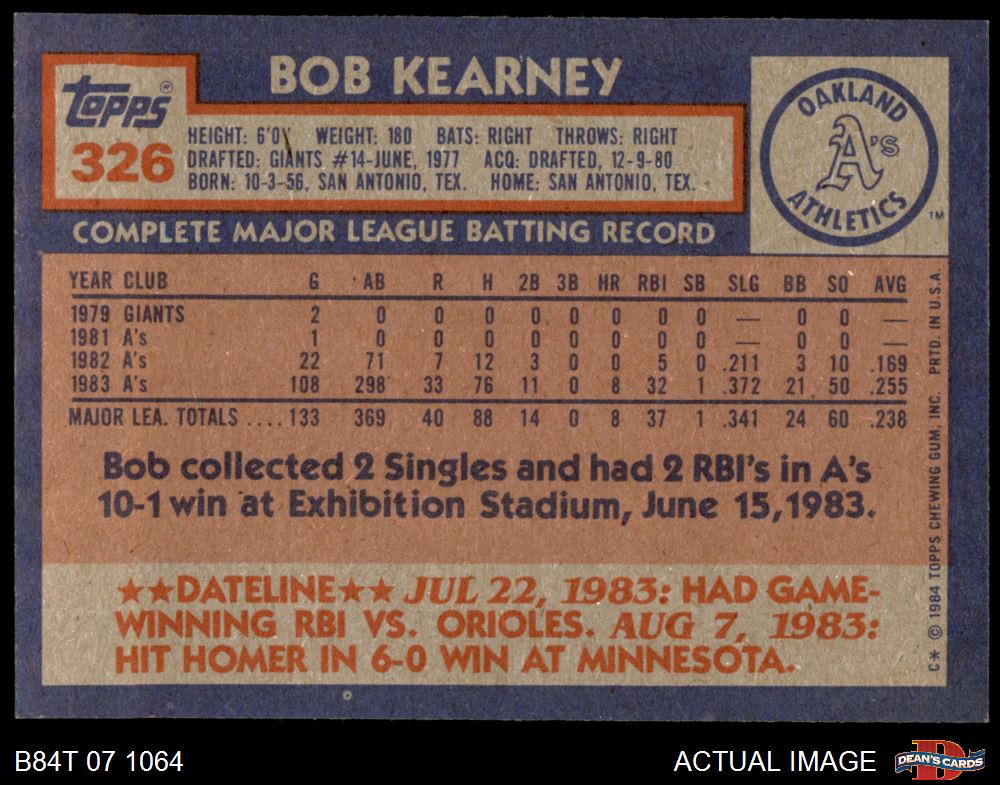 BOB KEARNEY
Topps®
326
HEIGHT: 6'0" WEIGHT: 180 BATS: RIGHT THROWS: RIGHT
DRAFTED: GIANTS #14-JUNE, 1977 ACQ: DRAFTED, 12-9-80
BORN: 10-3-56, SAN ANTONIO, TEX. HOME: SAN ANTONIO, TEX.
OAKLAND
A's
ATHLETICS
TM
COMPLETE MAJOR LEAGUE BATTING RECORD
YEAR CLUB G AB R H 2B 3B HR RBI SB SLG BB SO AVG
1979 GIANTS 2 0 0 0 0 0 0 0 0 — 0 0 —
1981 A's 1 0 0 0 0 0 0 0 0 — 0 0 —
1982 A's 22 71 7 12 3 0 0 5 0 .211 3 10 .169
1983 A's 108 298 33 76 11 0 8 32 1 .372 21 50 .255
MAJOR LEA. TOTALS .... 133 369 40 88 14 0 8 37 1 .341 24 60 .238
Bob collected 2 Singles and had 2 RBI's in A's
10-1 win at Exhibition Stadium, June 15, 1983.
★★DATELINE★★ JUL 22, 1983: HAD GAME-
WINNING RBI VS. ORIOLES. AUG 7, 1983:
HIT HOMER IN 6-0 WIN AT MINNESOTA.
C* © 1984 TOPPS CHEWING GUM, INC. PRTD. IN U.S.A.
B84T 07 1064
ACTUAL IMAGE
D
DEAN'S CARDS